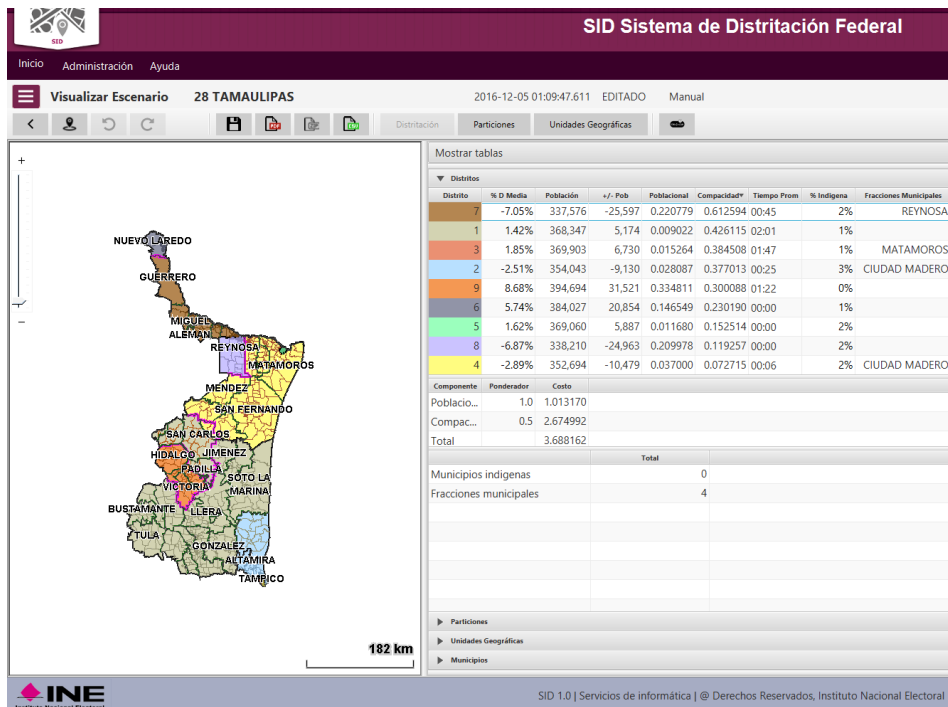 SID
SID Sistema de Distritación Federal
Inicio Administración Ayuda
Visualizar Escenario 28 TAMAULIPAS 2016-12-05 01:09:47.611 EDITADO Manual
Distritación Particiones Unidades Geográficas
+
−
NUEVO LAREDO
GUERRERO
MIGUEL
ALEMAN
REYNOSA
MATAMOROS
MENDEZ
SAN FERNANDO
SAN CARLOS
HIDALGO JIMENEZ
PADILLA
SOTO LA
MARINA
VICTORIA
BUSTAMANTE LLERA
TULA
GONZALEZ
ALTAMIRA
TAMPICO
182 km
Mostrar tablas
Distritos
Distrito % D Media Población +/- Pob Poblacional Compacidad Tiempo Prom % Indigena Fracciones Municipales
7 -7.05% 337,576 -25,597 0.220779 0.612594 00:45 2% REYNOSA
1 1.42% 368,347 5,174 0.009022 0.426115 02:01 1%
3 1.85% 369,903 6,730 0.015264 0.384508 01:47 1% MATAMOROS
2 -2.51% 354,043 -9,130 0.028087 0.377013 00:25 3% CIUDAD MADERO
9 8.68% 394,694 31,521 0.334811 0.300088 01:22 0%
6 5.74% 384,027 20,854 0.146549 0.230190 00:00 1%
5 1.62% 369,060 5,887 0.011680 0.152514 00:00 2%
8 -6.87% 338,210 -24,963 0.209978 0.119257 00:00 2%
4 -2.89% 352,694 -10,479 0.037000 0.072715 00:06 2% CIUDAD MADERO
Componente Ponderador Costo
Poblacio... 1.0 1.013170
Compac... 0.5 2.674992
Total 3.688162
Total
Municipios indigenas 0
Fracciones municipales 4
Particiones
Unidades Geográficas
Municipios
INE
Instituto Nacional Electoral
SID 1.0 | Servicios de informática | @ Derechos Reservados, Instituto Nacional Electoral